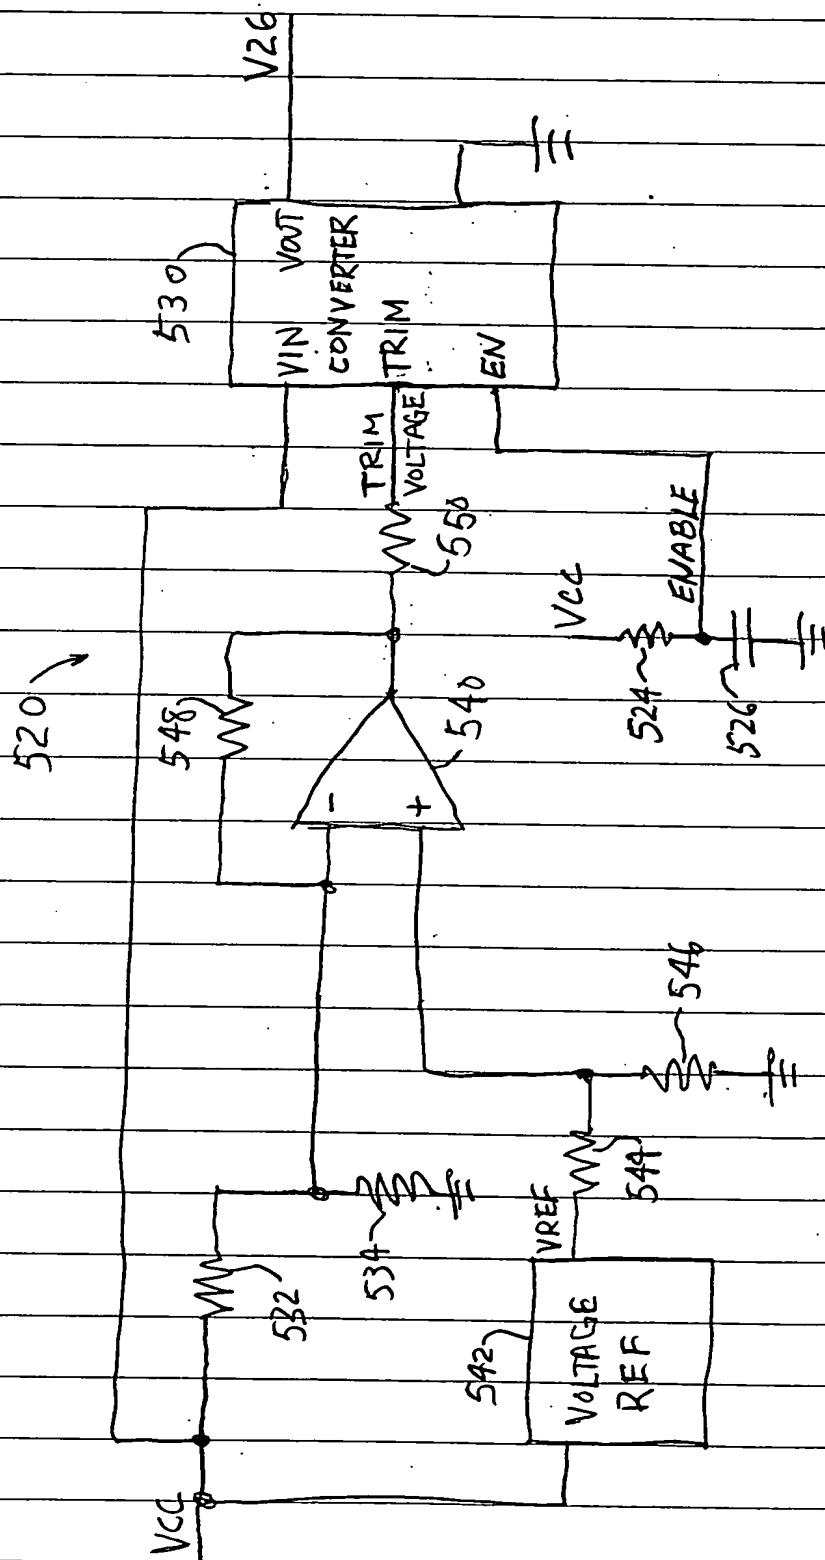 520
VCC
532
534
548
-
+
540
550
TRIM
VOLTAGE
530
VIN
VOUT
CONVERTER
TRIM
EN
V26
542
VOLTAGE
REF
VREF
544
546
VCC
524
526
ENABLE